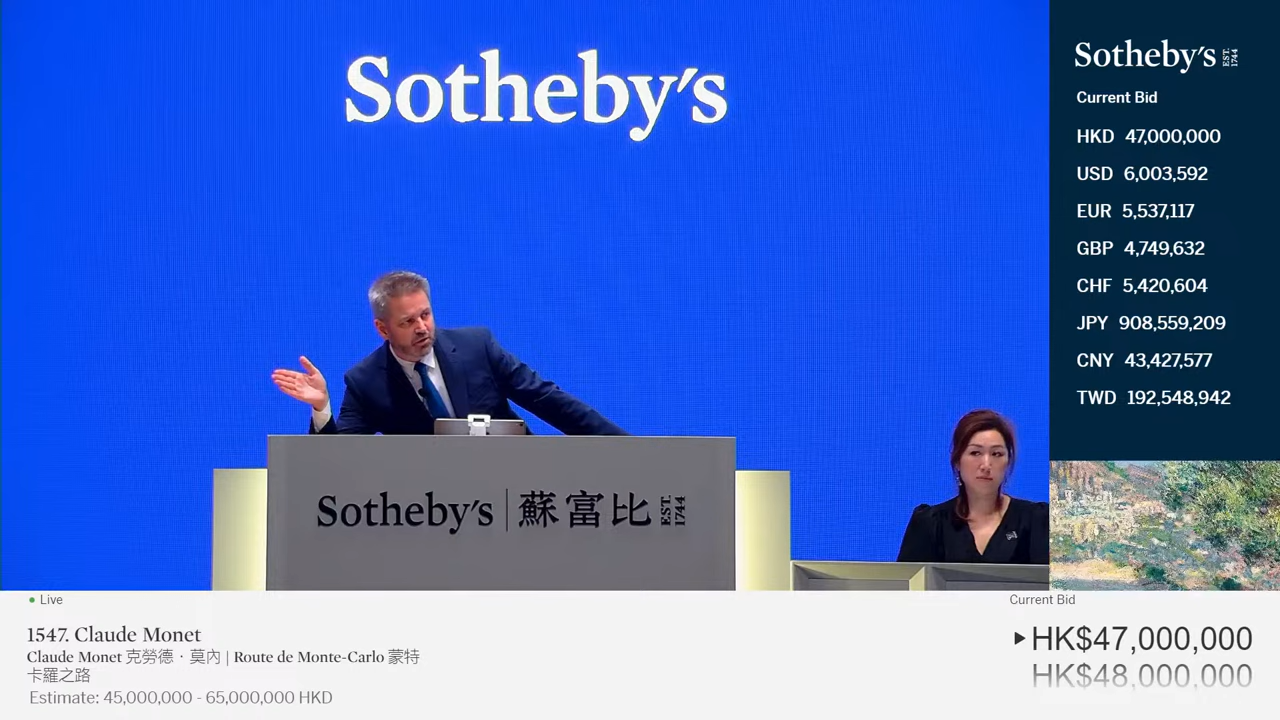 Sotheby's
Sotheby's | 蘇富比 EST. 1744
Sotheby's EST. 1744
Current Bid
HKD 47,000,000
USD 6,003,592
EUR 5,537,117
GBP 4,749,632
CHF 5,420,604
JPY 908,559,209
CNY 43,427,577
TWD 192,548,942
Live
1547. Claude Monet
Claude Monet 克勞德·莫內 | Route de Monte-Carlo 蒙特
卡羅之路
Estimate: 45,000,000 - 65,000,000 HKD
Current Bid
HK$47,000,000
HK$48,000,000